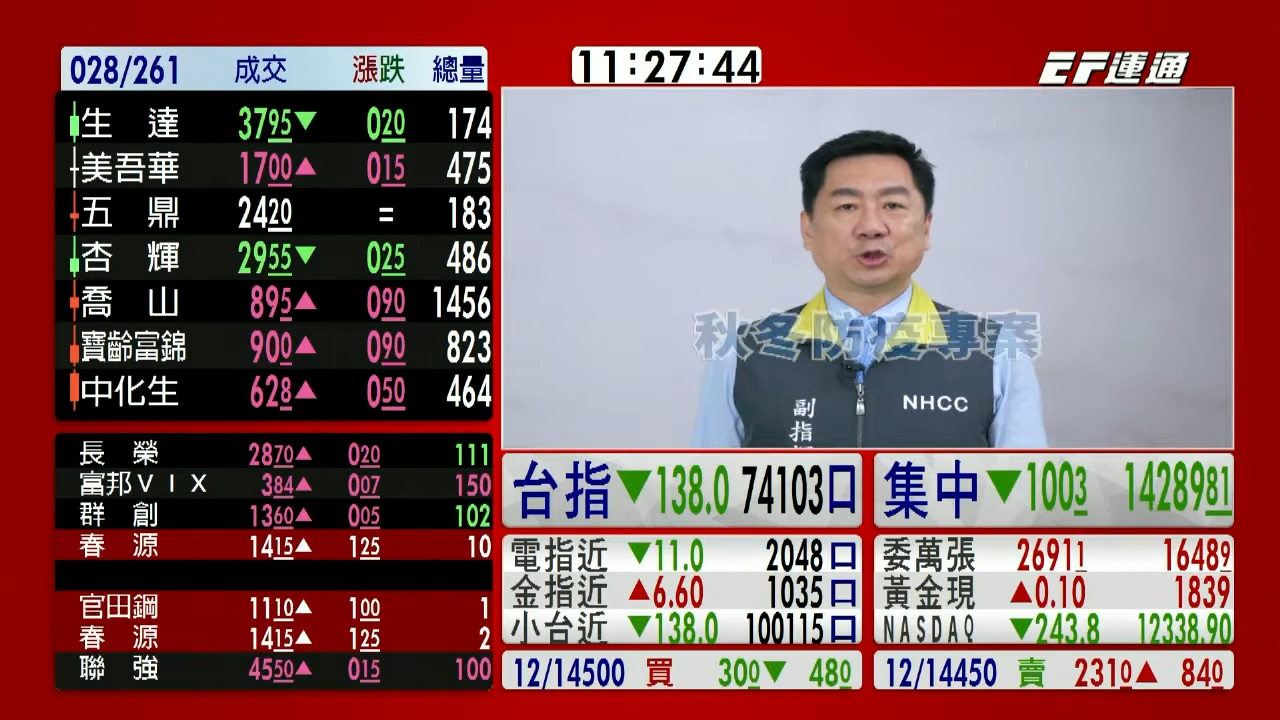 028/261 成交 漲跌 總量
11:27:44
EF運通
生達 3795▼ 020 174
美吾華 1700▲ 015 475
五鼎 2420 = 183
杏輝 2955▼ 025 486
喬山 895▲ 090 1456
寶齡富錦 900▲ 090 823
中化生 628▲ 050 464
秋冬防疫專案
NHCC
副指
長榮 2870▲ 020 111
富邦VIX 384▲ 007 150
群創 1360▲ 005 102
春源 1415▲ 125 10
官田鋼 1110▲ 100 1
春源 1415▲ 125 2
聯強 4550▲ 015 100
台指▼138.0 74103口
集中▼1003 1428981
電指近 ▼11.0 2048口
金指近 ▲6.60 1035口
小台近 ▼138.0 100115口
委萬張 26911 16489
黃金現 ▲0.10 1839
NASDAQ ▼243.8 12338.90
12/14500 買 300▼ 480
12/14450 賣 2310▲ 840